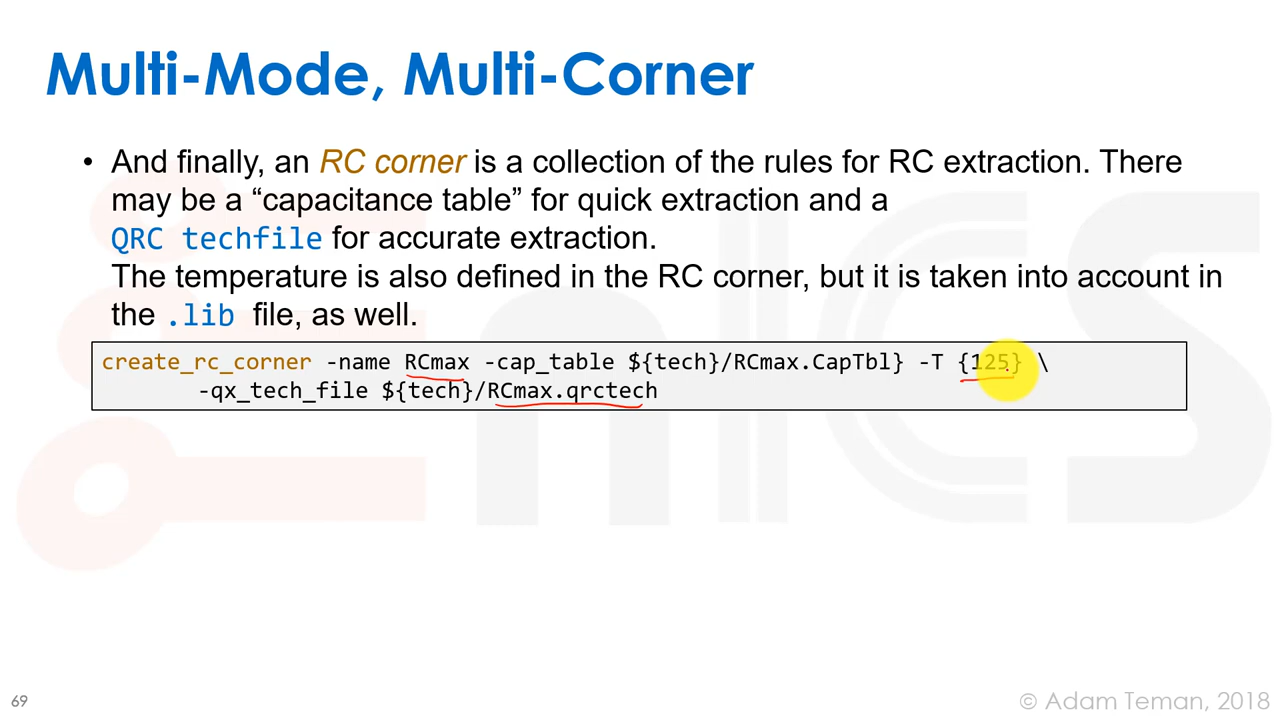 Multi-Mode, Multi-Corner
• And finally, an RC corner is a collection of the rules for RC extraction. There
may be a “capacitance table” for quick extraction and a
QRC techfile for accurate extraction.
The temperature is also defined in the RC corner, but it is taken into account in
the .lib file, as well.
create_rc_corner -name RCmax -cap_table ${tech}/RCmax.CapTbl} -T {125} \
-qx_tech_file ${tech}/RCmax.qrctech
69
© Adam Teman, 2018